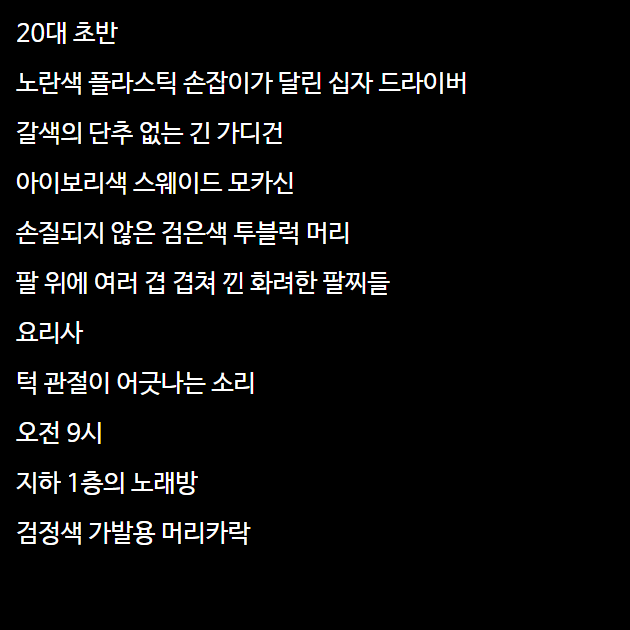 20대 초반
노란색 플라스틱 손잡이가 달린 십자 드라이버
갈색의 단추 없는 긴 가디건
아이보리색 스웨이드 모카신
손질되지 않은 검은색 투블럭 머리
팔 위에 여러 겹 겹쳐 낀 화려한 팔찌들
요리사
턱 관절이 어긋나는 소리
오전 9시
지하 1층의 노래방
검정색 가발용 머리카락